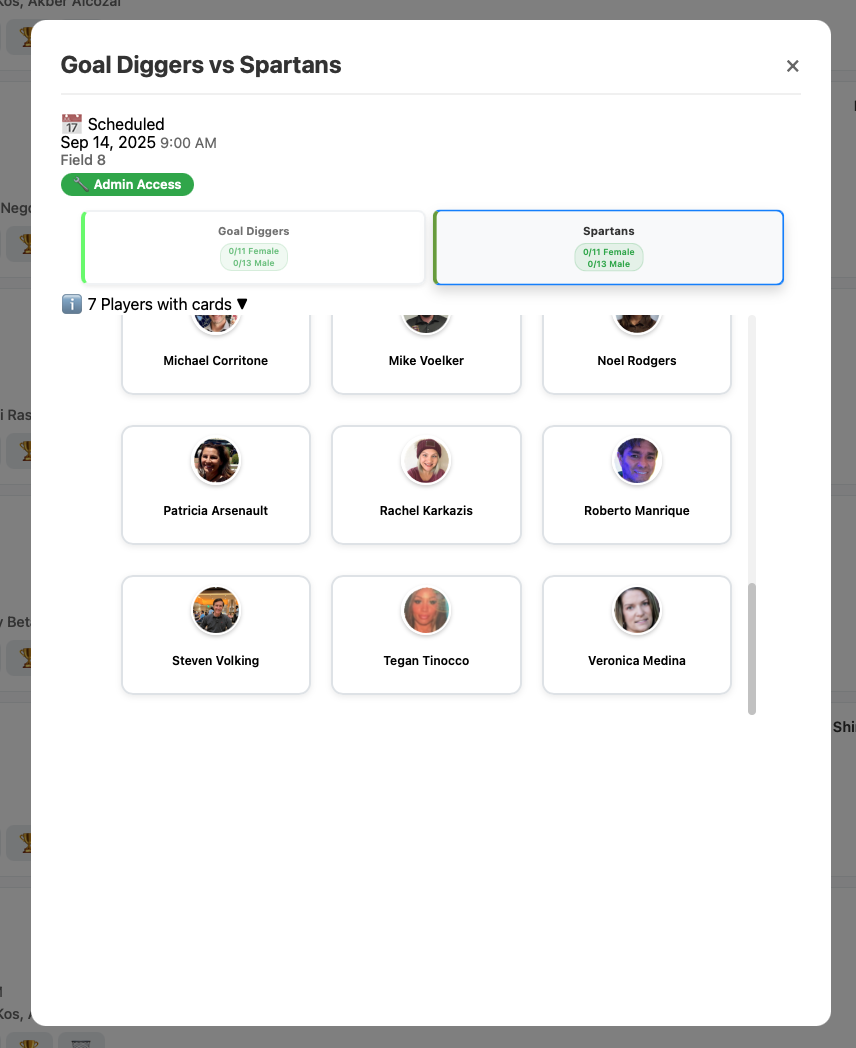 Kos, Akber Alcozai
Goal Diggers vs Spartans
×
17 Scheduled
Sep 14, 2025 9:00 AM
Field 8
Admin Access
Goal Diggers
0/11 Female
0/13 Male
Spartans
0/11 Female
0/13 Male
i 7 Players with cards ▼
Michael Corritone
Mike Voelker
Noel Rodgers
Patricia Arsenault
Rachel Karkazis
Roberto Manrique
Steven Volking
Tegan Tinocco
Veronica Medina
Nego
i Ras
y Beta
Shi
Kos, A